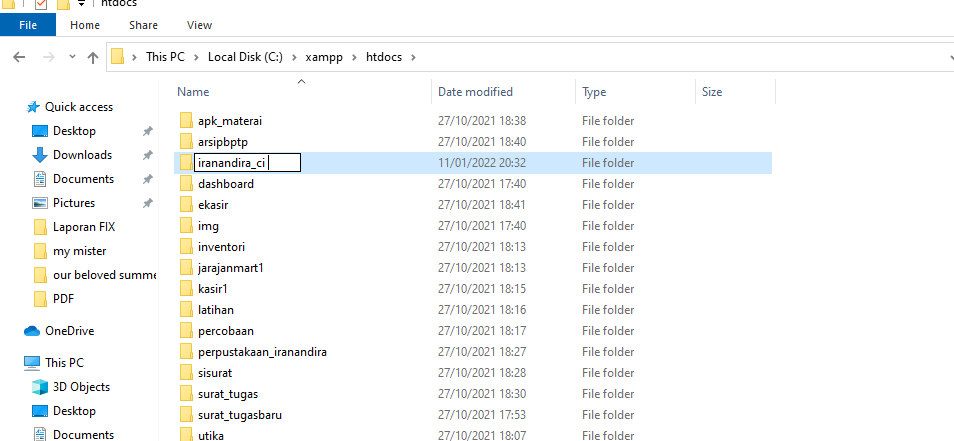 htdocs
File Home Share View
This PC Local Disk (C:) xampp htdocs
Name Date modified Type Size
Quick access
Desktop
Downloads
Documents
Pictures
Laporan FIX
my mister
our beloved summe
PDF
OneDrive
This PC
3D Objects
Desktop
Documents
apk_materai 27/10/2021 18:38 File folder
arsipbptp 27/10/2021 18:40 File folder
iranandira_ci 11/01/2022 20:32 File folder
dashboard 27/10/2021 17:40 File folder
ekasir 27/10/2021 18:41 File folder
img 27/10/2021 17:40 File folder
inventori 27/10/2021 18:13 File folder
jarajanmart1 27/10/2021 18:13 File folder
kasir1 27/10/2021 18:15 File folder
latihan 27/10/2021 18:16 File folder
percobaan 27/10/2021 18:17 File folder
perpustakaan_iranandira 27/10/2021 18:27 File folder
sisurat 27/10/2021 18:28 File folder
surat_tugas 27/10/2021 18:30 File folder
surat_tugasbaru 27/10/2021 17:53 File folder
utika 27/10/2021 18:07 File folder